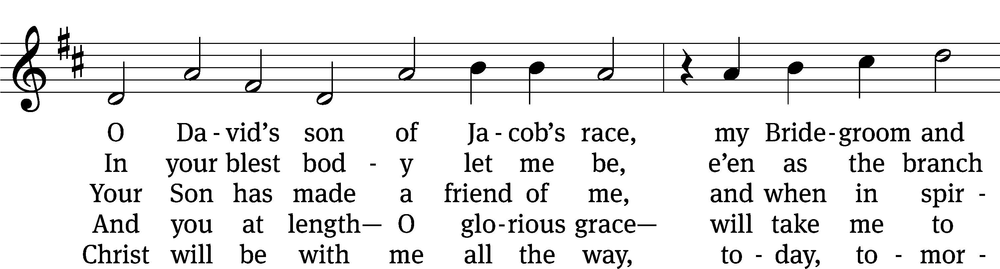 O Da - vid’s son of Ja - cob’s race, my Bride - groom and
In your blest bod - y let me be, e’en as the branch
Your Son has made a friend of me, and when in spir -
And you at length— O glo - rious grace— will take me to
Christ will be with me all the way, to - day, to - mor -